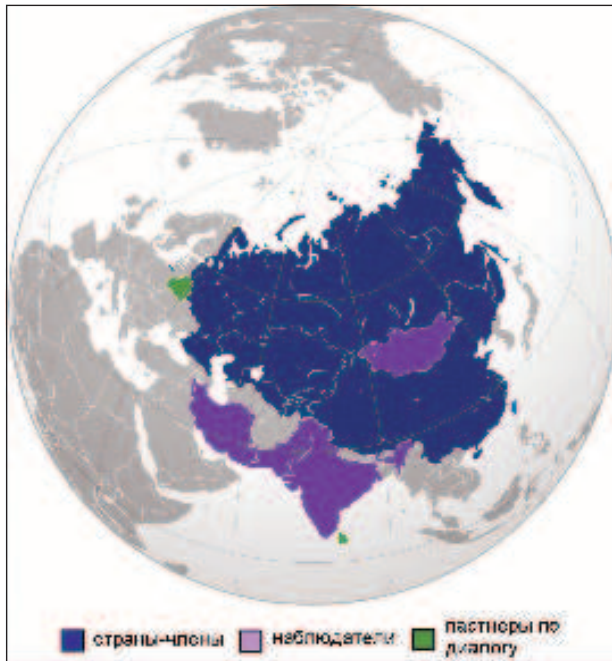 страны-члены
наблюдатели
партнеры по
диалогу